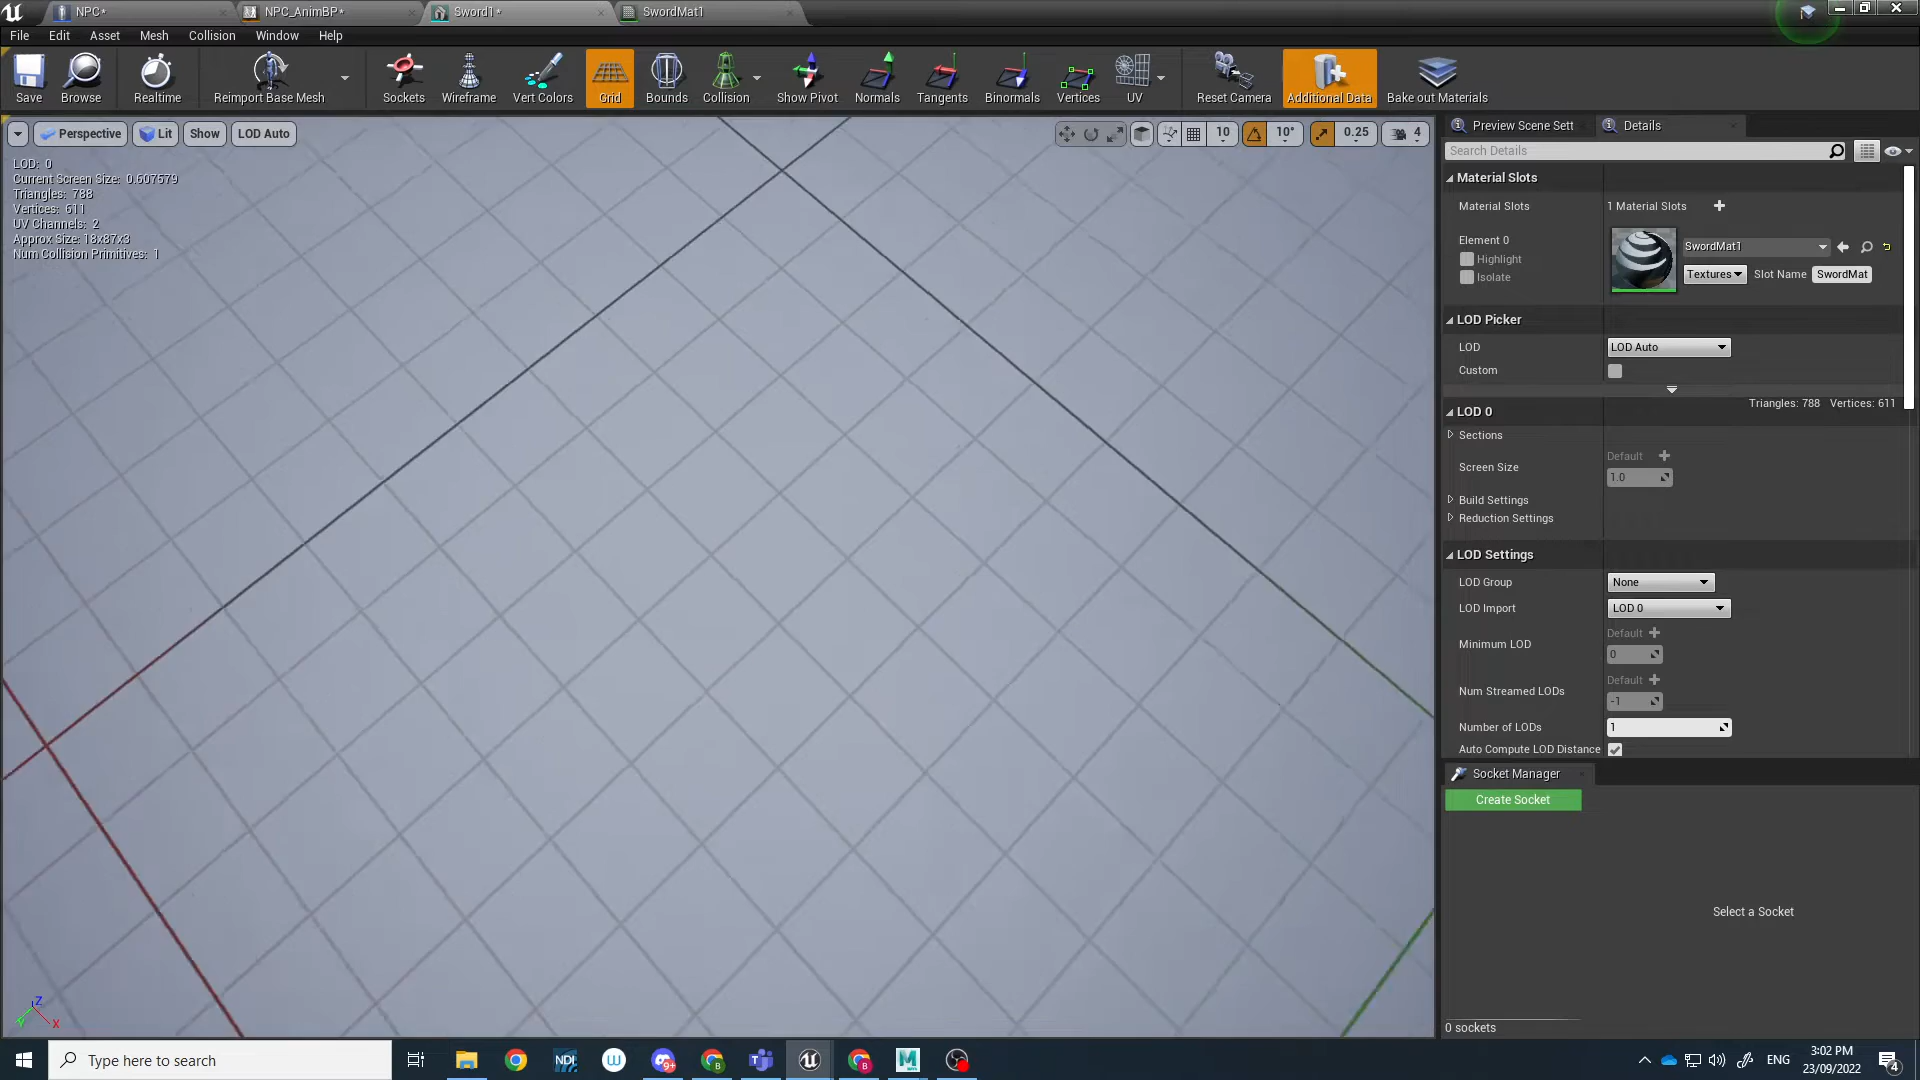 NPC*
NPC_AnimBP*
Sword1*
SwordMat1
File Edit Asset Mesh Collision Window Help
Save
Browse
Realtime
Reimport Base Mesh
Sockets
Wireframe
Vert Colors
Grid
Bounds
Collision
Show Pivot
Normals
Tangents
Binormals
Vertices
UV
Reset Camera
Additional Data
Bake out Materials
Perspective Lit Show LOD Auto
10 10° 0.25 4
LOD: 0
Current Screen Size: 0.607579
Triangles: 788
Vertices: 611
UV Channels: 2
Approx Size: 18x87x3
Num Collision Primitives: 1
Z
Y
X
Preview Scene Sett
Details
Search Details
Material Slots
Material Slots 1 Material Slots
Element 0
Highlight
Isolate
SwordMat1
Textures Slot Name SwordMat
LOD Picker
LOD LOD Auto
Custom
LOD 0
Triangles: 788 Vertices: 611
Sections
Screen Size
Default
1.0
Build Settings
Reduction Settings
LOD Settings
LOD Group None
LOD Import LOD 0
Minimum LOD
Default
0
Num Streamed LODs
Default
-1
Number of LODs 1
Auto Compute LOD Distance
Socket Manager
Create Socket
Select a Socket
0 sockets
Type here to search
NDI
9+
B
B
ENG
3:02 PM
23/09/2022
4